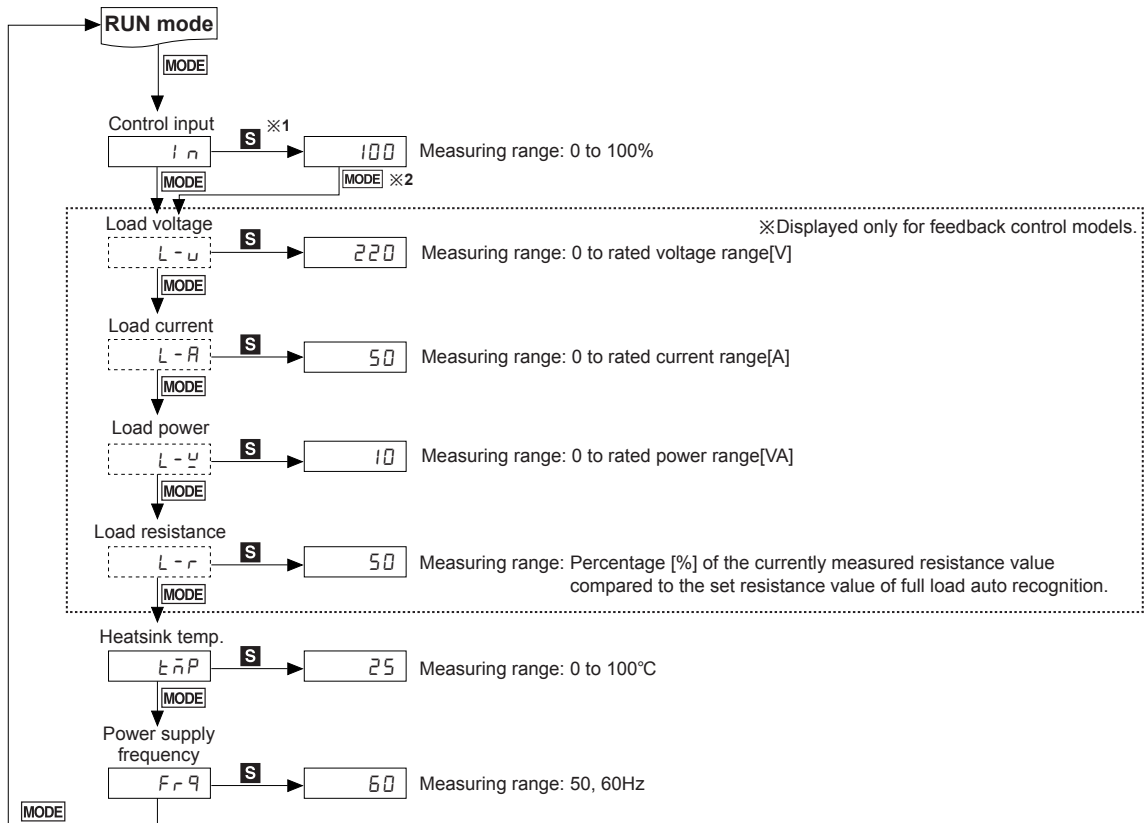 RUN mode
MODE
Control input
In S ※1 100 Measuring range: 0 to 100%
MODE MODE ※2
※Displayed only for feedback control models.
Load voltage
L-u S 220 Measuring range: 0 to rated voltage range[V]
MODE
Load current
L-A S 50 Measuring range: 0 to rated current range[A]
MODE
Load power
S 10 Measuring range: 0 to rated power range[VA]
MODE
Load resistance
L-r S 50 Measuring range: Percentage [%] of the currently measured resistance value
compared to the set resistance value of full load auto recognition.
MODE
Heatsink temp.
S 25 Measuring range: 0 to 100℃
MODE
Power supply
frequency
Frq S 60 Measuring range: 50, 60Hz
MODE